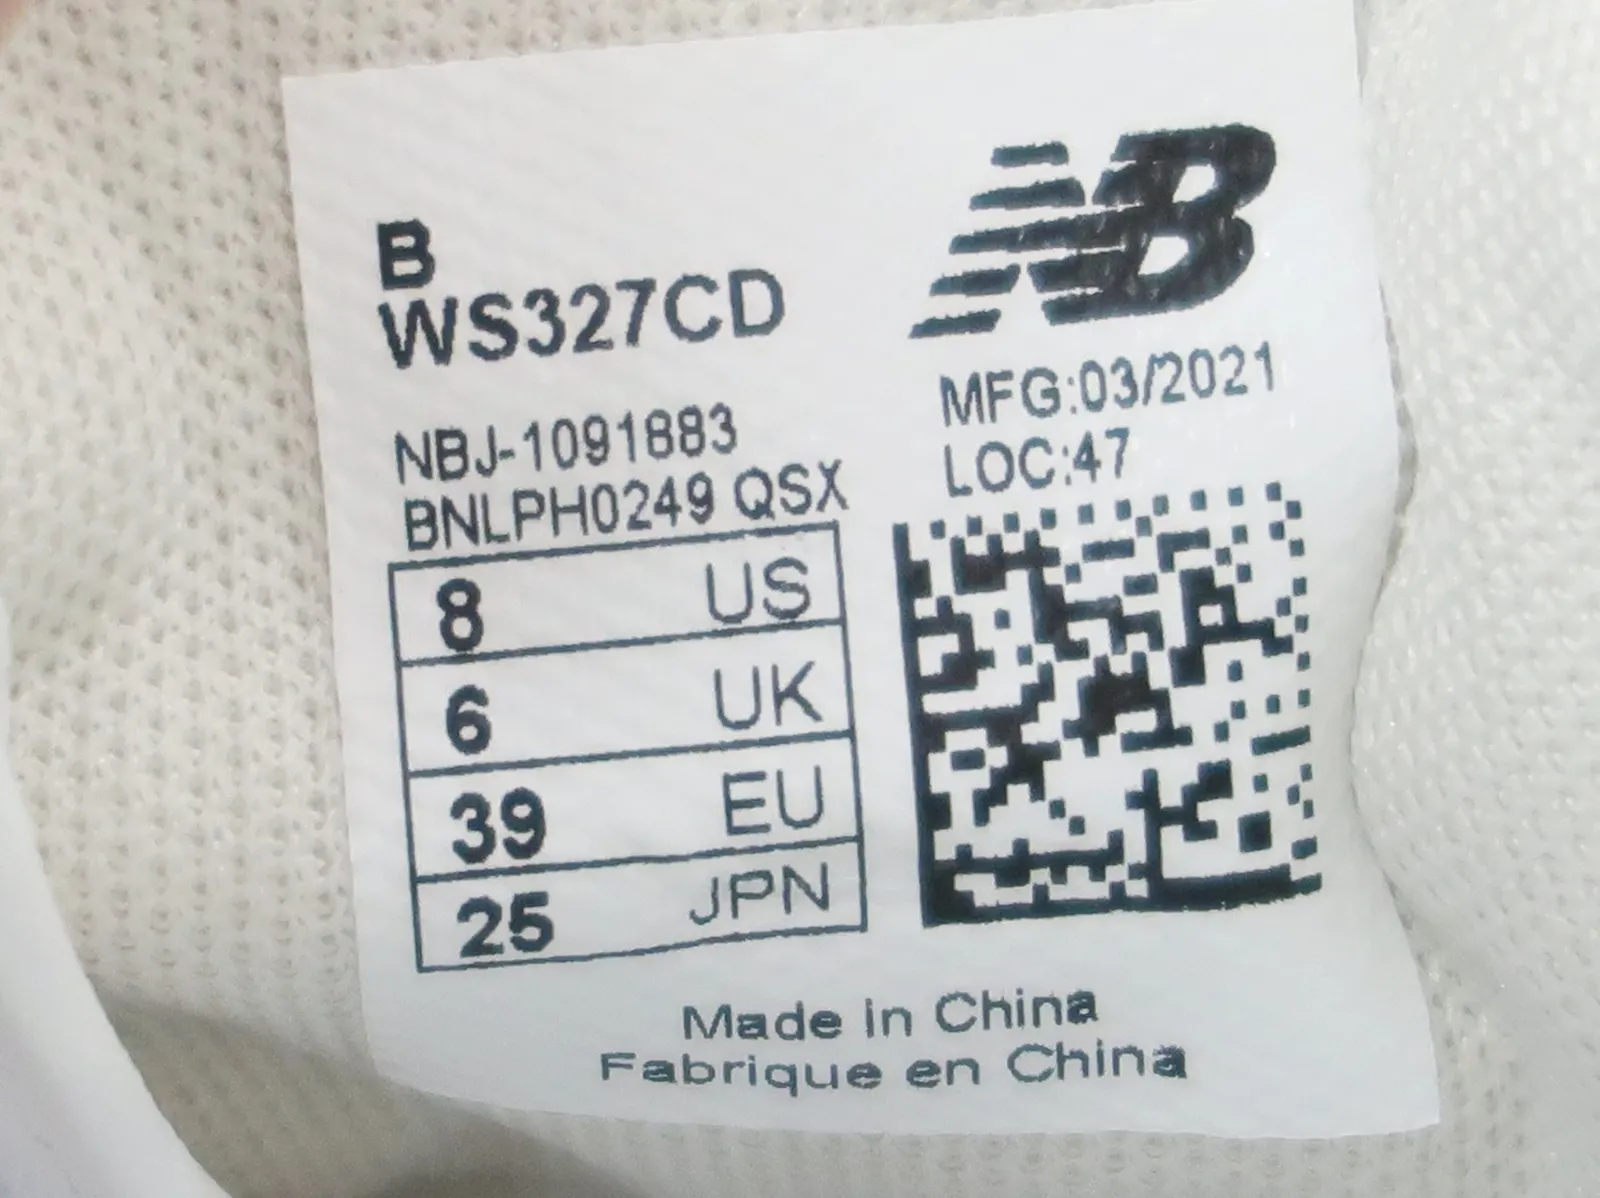 B
WS327CD
NBJ-1091883
BNLPH0249 QSX
8 US
6 UK
39 EU
25 JPN
NB
MFG:03/2021
LOC:47
Made in China
Fabrique en China